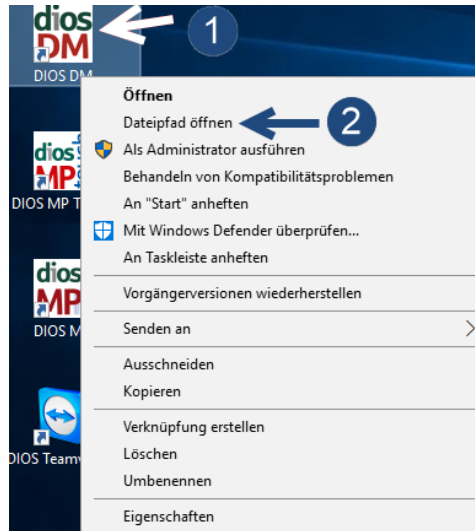 dios
DM
1
DIOS DM
Öffnen
Dateipfad öffnen
2
Als Administrator ausführen
Behandeln von Kompatibilitätsproblemen
An "Start" anheften
Mit Windows Defender überprüfen...
An Taskleiste anheften
Vorgängerversionen wiederherstellen
Senden an
Ausschneiden
Kopieren
Verknüpfung erstellen
Löschen
Umbenennen
Eigenschaften
dios
MP
DIOS MP T
dios
MP
DIOS M
DIOS Team